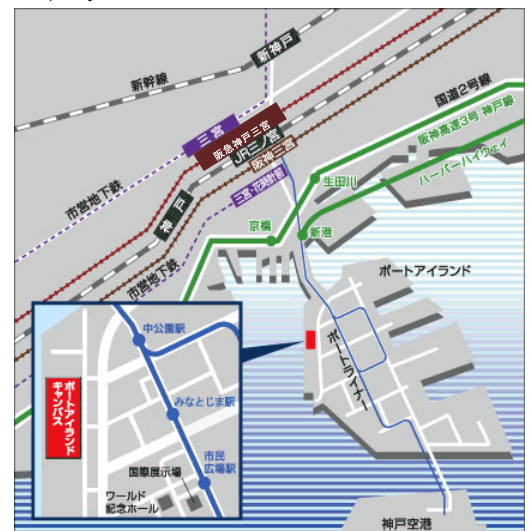 新神戸
新幹線
国道2号線
三宮
阪急神戸三宮
JR三ノ宮
阪神三宮
阪神高速3号 神戸線
ハーバーハイウェイ
市営地下鉄
三宮・花時計前
生田川
神戸
京橋
新港
市営地下鉄
ポートアイランド
中公園駅
ポートライナー
ポートアイランド
キャンパス
みなとじま駅
市民
広場駅
国際展示場
ワールド
記念ホール
神戸空港